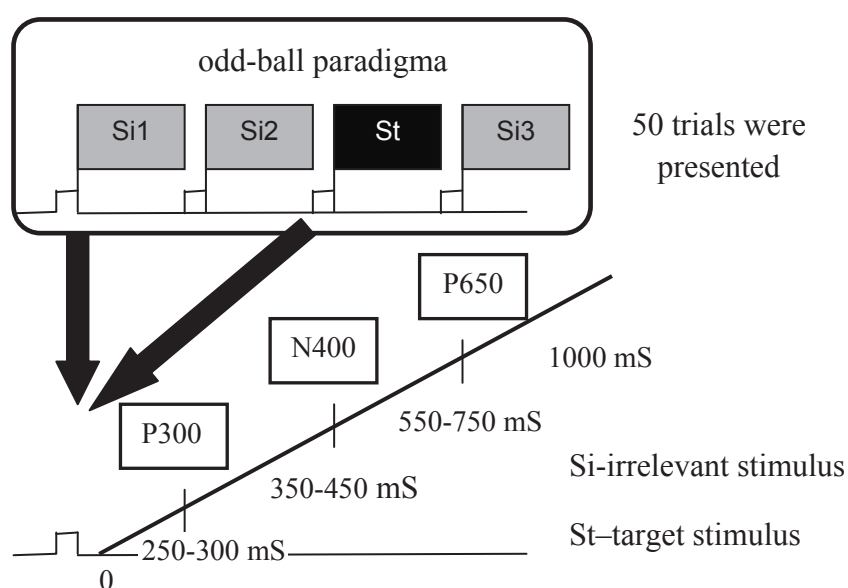 odd-ball paradigma
Si1 Si2 St Si3
50 trials were
presented
P650
N400
1000 mS
P300
550-750 mS
350-450 mS
Si-irrelevant stimulus
St–target stimulus
250-300 mS
0